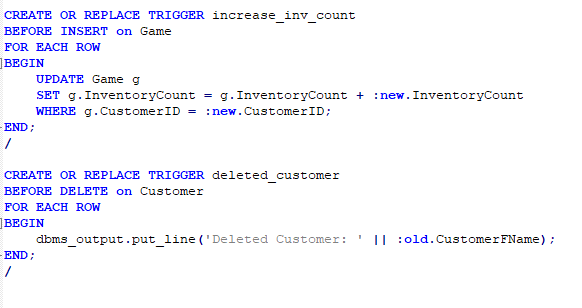 CREATE OR REPLACE TRIGGER increase_inv_count
BEFORE INSERT on Game
FOR EACH ROW
BEGIN
    UPDATE Game g
    SET g.InventoryCount = g.InventoryCount + :new.InventoryCount
    WHERE g.CustomerID = :new.CustomerID;
END;
/

CREATE OR REPLACE TRIGGER deleted_customer
BEFORE DELETE on Customer
FOR EACH ROW
BEGIN
    dbms_output.put_line('Deleted Customer: ' || :old.CustomerFName);
END;
/